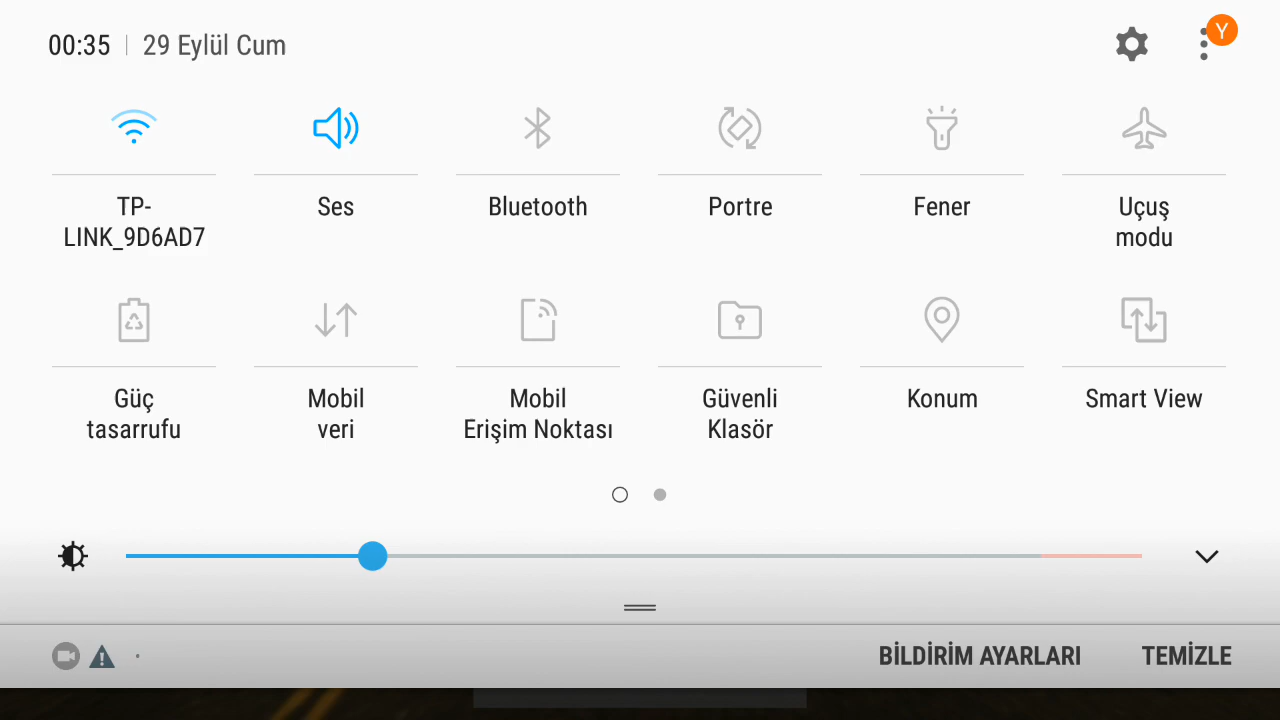 00:35 | 29 Eylül Cum
Y
TP-
LINK_9D6AD7
Ses
Bluetooth
Portre
Fener
Uçuş
modu
Güç
tasarrufu
Mobil
veri
Mobil
Erişim Noktası
Güvenli
Klasör
Konum
Smart View
BİLDİRİM AYARLARI
TEMİZLE